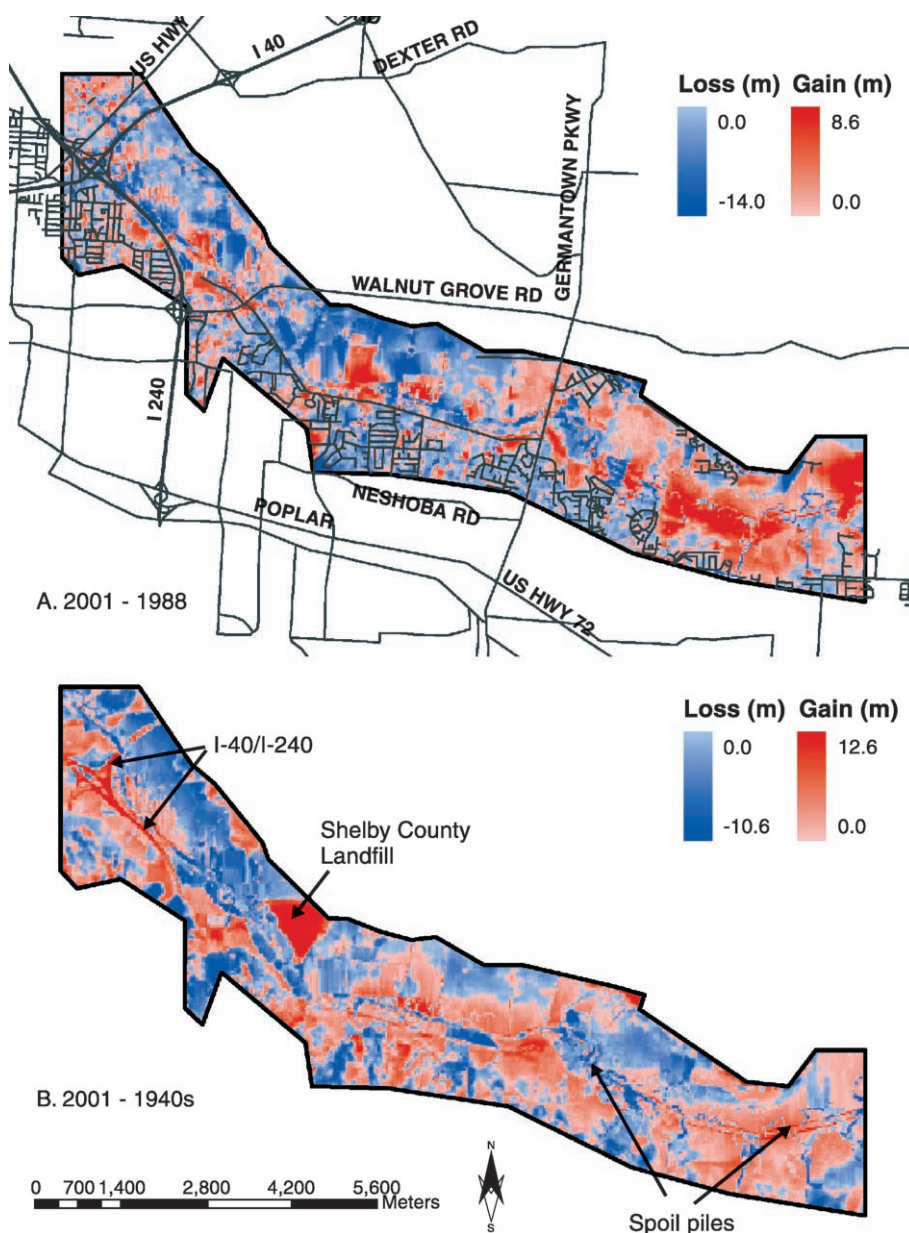 US HWY
I 40
DEXTER RD
GERMANTOWN PKWY
WALNUT GROVE RD
I 240
NESHOBA RD
POPLAR
US HWY 72
Loss (m) Gain (m)
0.0 8.6
-14.0 0.0
A. 2001 - 1988
Loss (m) Gain (m)
0.0 12.6
-10.6 0.0
I-40/I-240
Shelby County
Landfill
B. 2001 - 1940s
N
S
0 700 1,400 2,800 4,200 5,600
Meters
Spoil piles